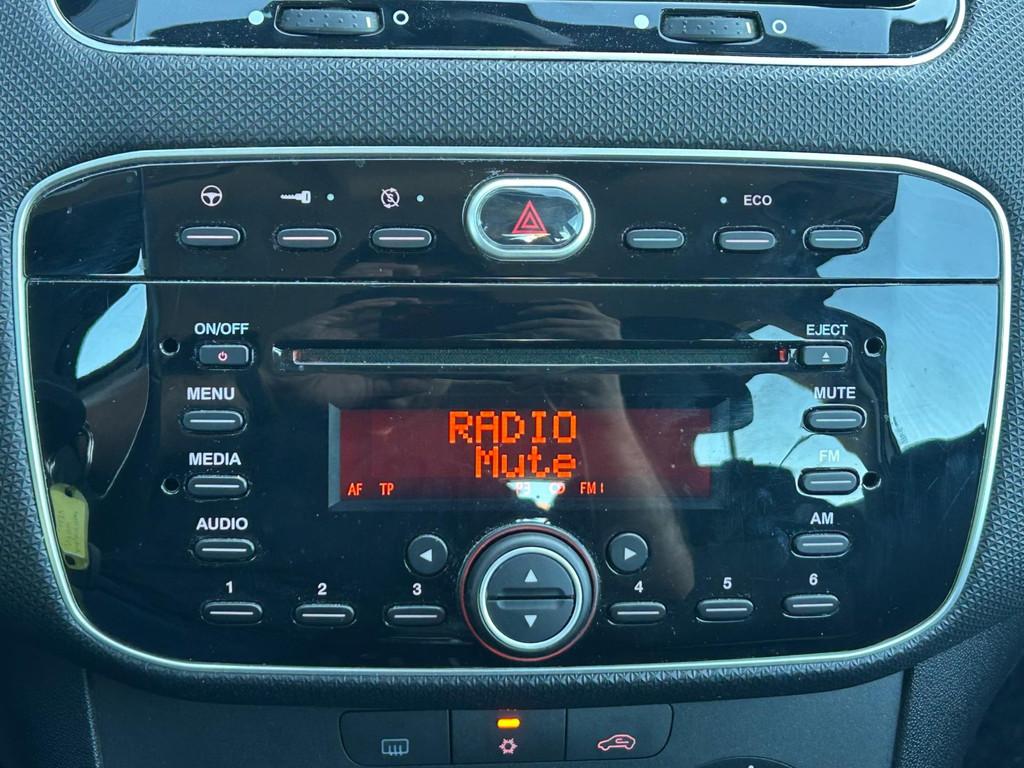 ECO
ON/OFF
EJECT
MENU
MUTE
RADIO
Mute
MEDIA
FM
AF TP FM1
AUDIO
AM
1 2 3 4 5 6